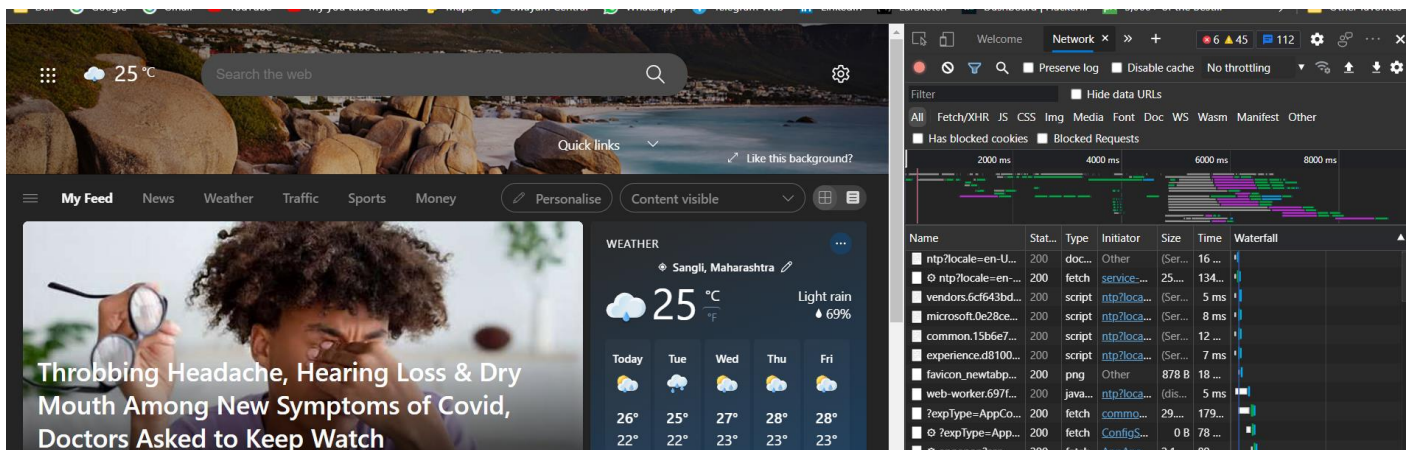 25 °C
Search the web
Quick links
Like this background?
My Feed News Weather Traffic Sports Money Personalise Content visible
Throbbing Headache, Hearing Loss & Dry
Mouth Among New Symptoms of Covid,
Doctors Asked to Keep Watch
WEATHER
Sangli, Maharashtra
25 °C
°F
Light rain
69%
Today Tue Wed Thu Fri
26° 25° 27° 28° 28°
22° 22° 23° 23° 23°
Welcome Network 6 45 112
Preserve log Disable cache No throttling
Filter Hide data URLs
All Fetch/XHR JS CSS Img Media Font Doc WS Wasm Manifest Other
Has blocked cookies Blocked Requests
2000 ms 4000 ms 6000 ms 8000 ms
Name Stat... Type Initiator Size Time Waterfall
ntp?locale=en-U... 200 doc... Other (Ser... 16 ...
ntp?locale=en-... 200 fetch service-... 25.... 134...
vendors.6cf643bd... 200 script ntp?loca... (Ser... 5 ms
microsoft.0e28ce... 200 script ntp?loca... (Ser... 8 ms
common.15b6e7... 200 script ntp?loca... (Ser... 12 ...
experience.d8100... 200 script ntp?loca... (Ser... 7 ms
favicon_newtabp... 200 png Other 878 B 18 ...
web-worker.697f... 200 java... ntp?loca... (dis... 5 ms
?expType=AppCo... 200 fetch commo... 29.... 179...
?expType=App... 200 fetch ConfigS... 0 B 78 ...